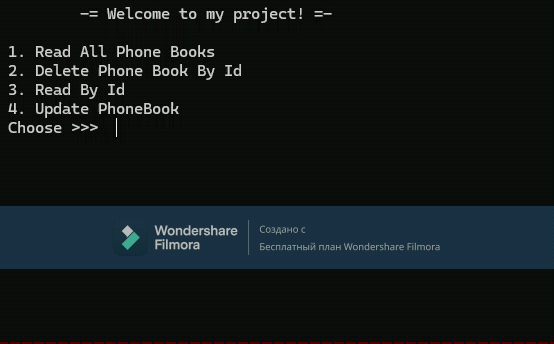 -= Welcome to my project! =-
1. Read All Phone Books
2. Delete Phone Book By Id
3. Read By Id
4. Update PhoneBook
Choose >>>
Wondershare
Filmora
Создано с
Бесплатный план Wondershare Filmora